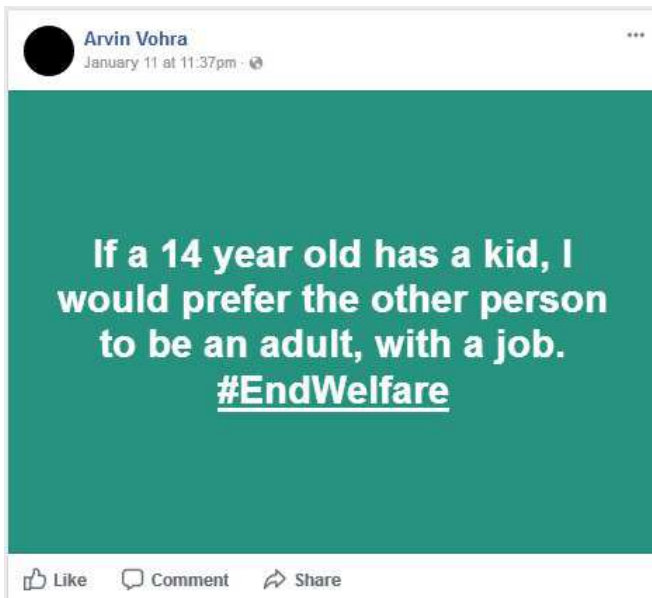 Arvin Vohra
January 11 at 11:37pm ·
If a 14 year old has a kid, I
would prefer the other person
to be an adult, with a job.
#EndWelfare
Like Comment Share